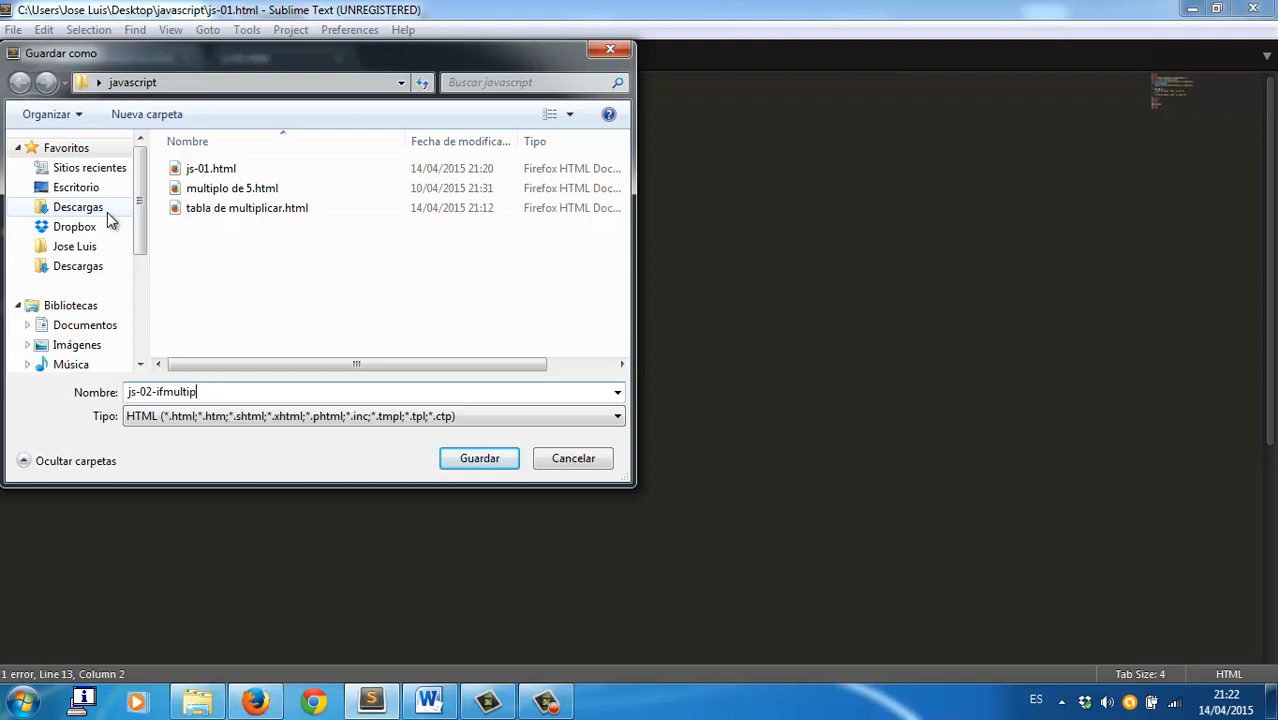 C:\Users\Jose Luis\Desktop\javascript\js-01.html - Sublime Text (UNREGISTERED)
File Edit Selection Find View Goto Tools Project Preferences Help
Guardar como
javascript
Buscar javascript
Organizar Nueva carpeta
Favoritos
Sitios recientes
Escritorio
Descargas
Dropbox
Jose Luis
Descargas
Bibliotecas
Documentos
Imágenes
Música
Nombre Fecha de modifica... Tipo
js-01.html 14/04/2015 21:20 Firefox HTML Doc...
multiplo de 5.html 10/04/2015 21:31 Firefox HTML Doc...
tabla de multiplicar.html 14/04/2015 21:12 Firefox HTML Doc...
Nombre: js-02-ifmultip
Tipo: HTML (*.html;*.htm;*.shtml;*.xhtml;*.phtml;*.inc;*.tmpl;*.tpl;*.ctp)
Ocultar carpetas Guardar Cancelar
1 error, Line 13, Column 2 Tab Size: 4 HTML
ES 21:22
14/04/2015